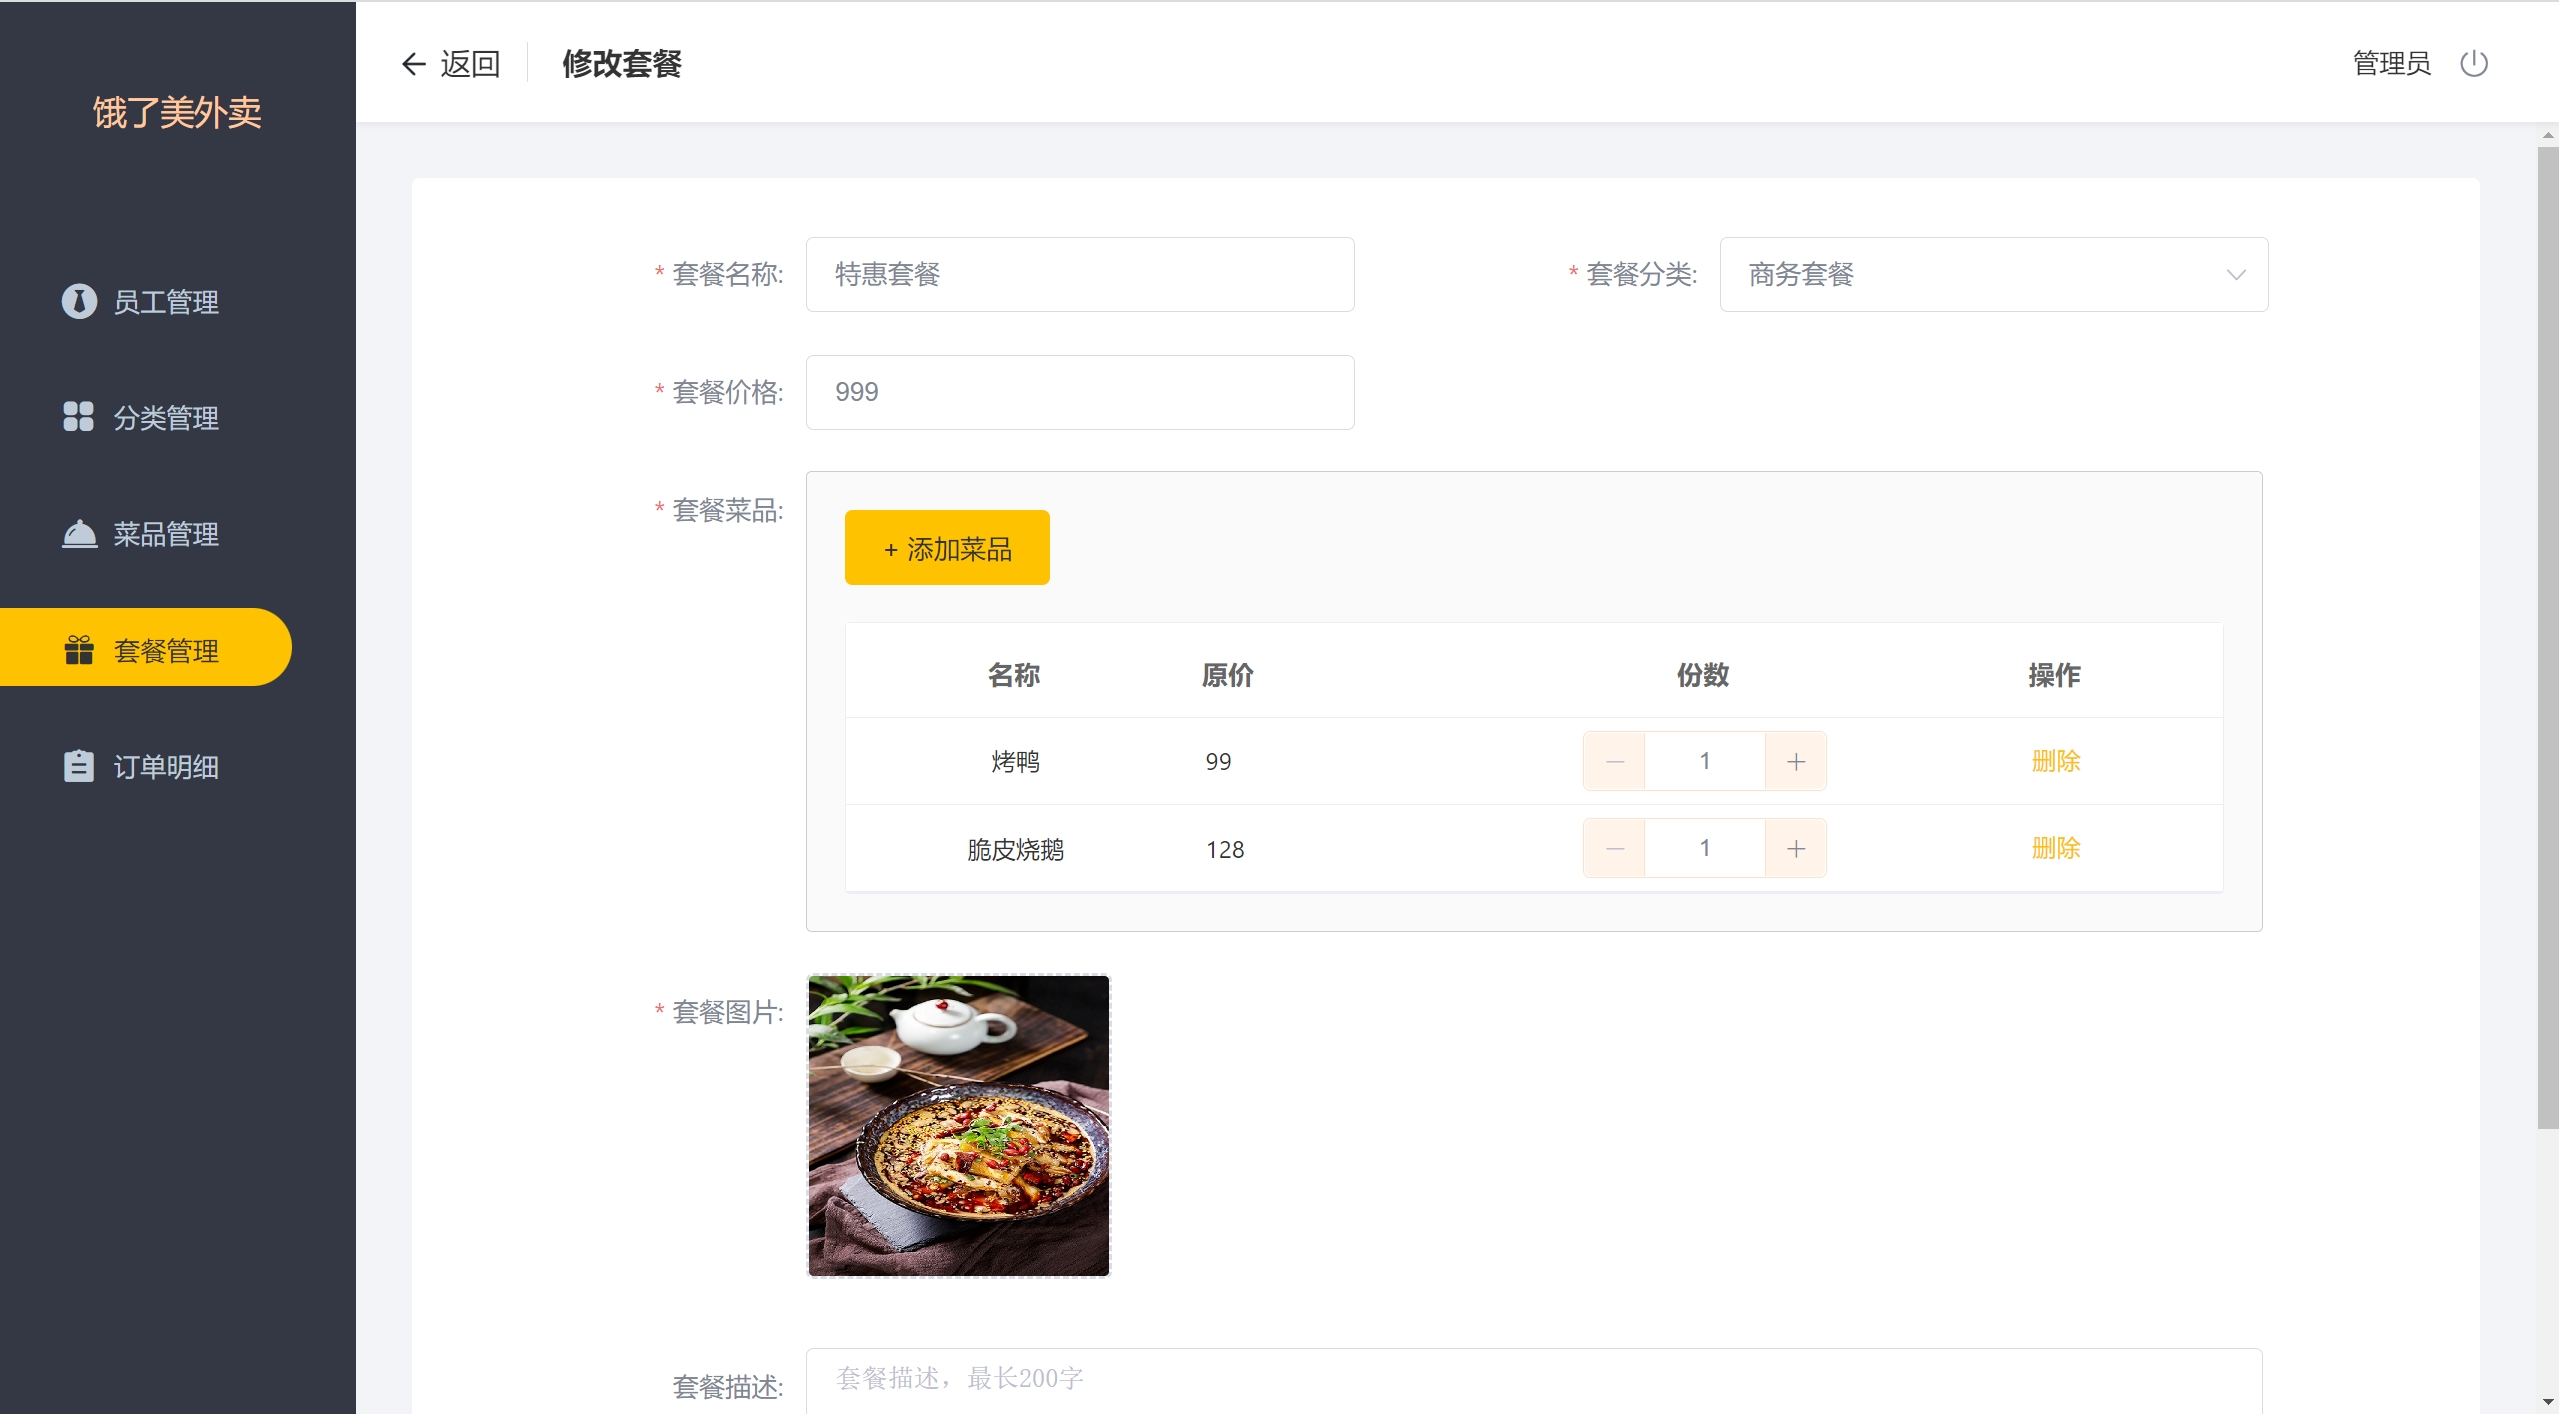 饿了美外卖
员工管理
分类管理
菜品管理
套餐管理
订单明细
← 返回 修改套餐 管理员
* 套餐名称: 特惠套餐
* 套餐分类: 商务套餐
* 套餐价格: 999
* 套餐菜品:
+ 添加菜品
名称 原价 份数 操作
烤鸭 99 — 1 + 删除
脆皮烧鹅 128 — 1 + 删除
* 套餐图片:
套餐描述: 套餐描述，最长200字